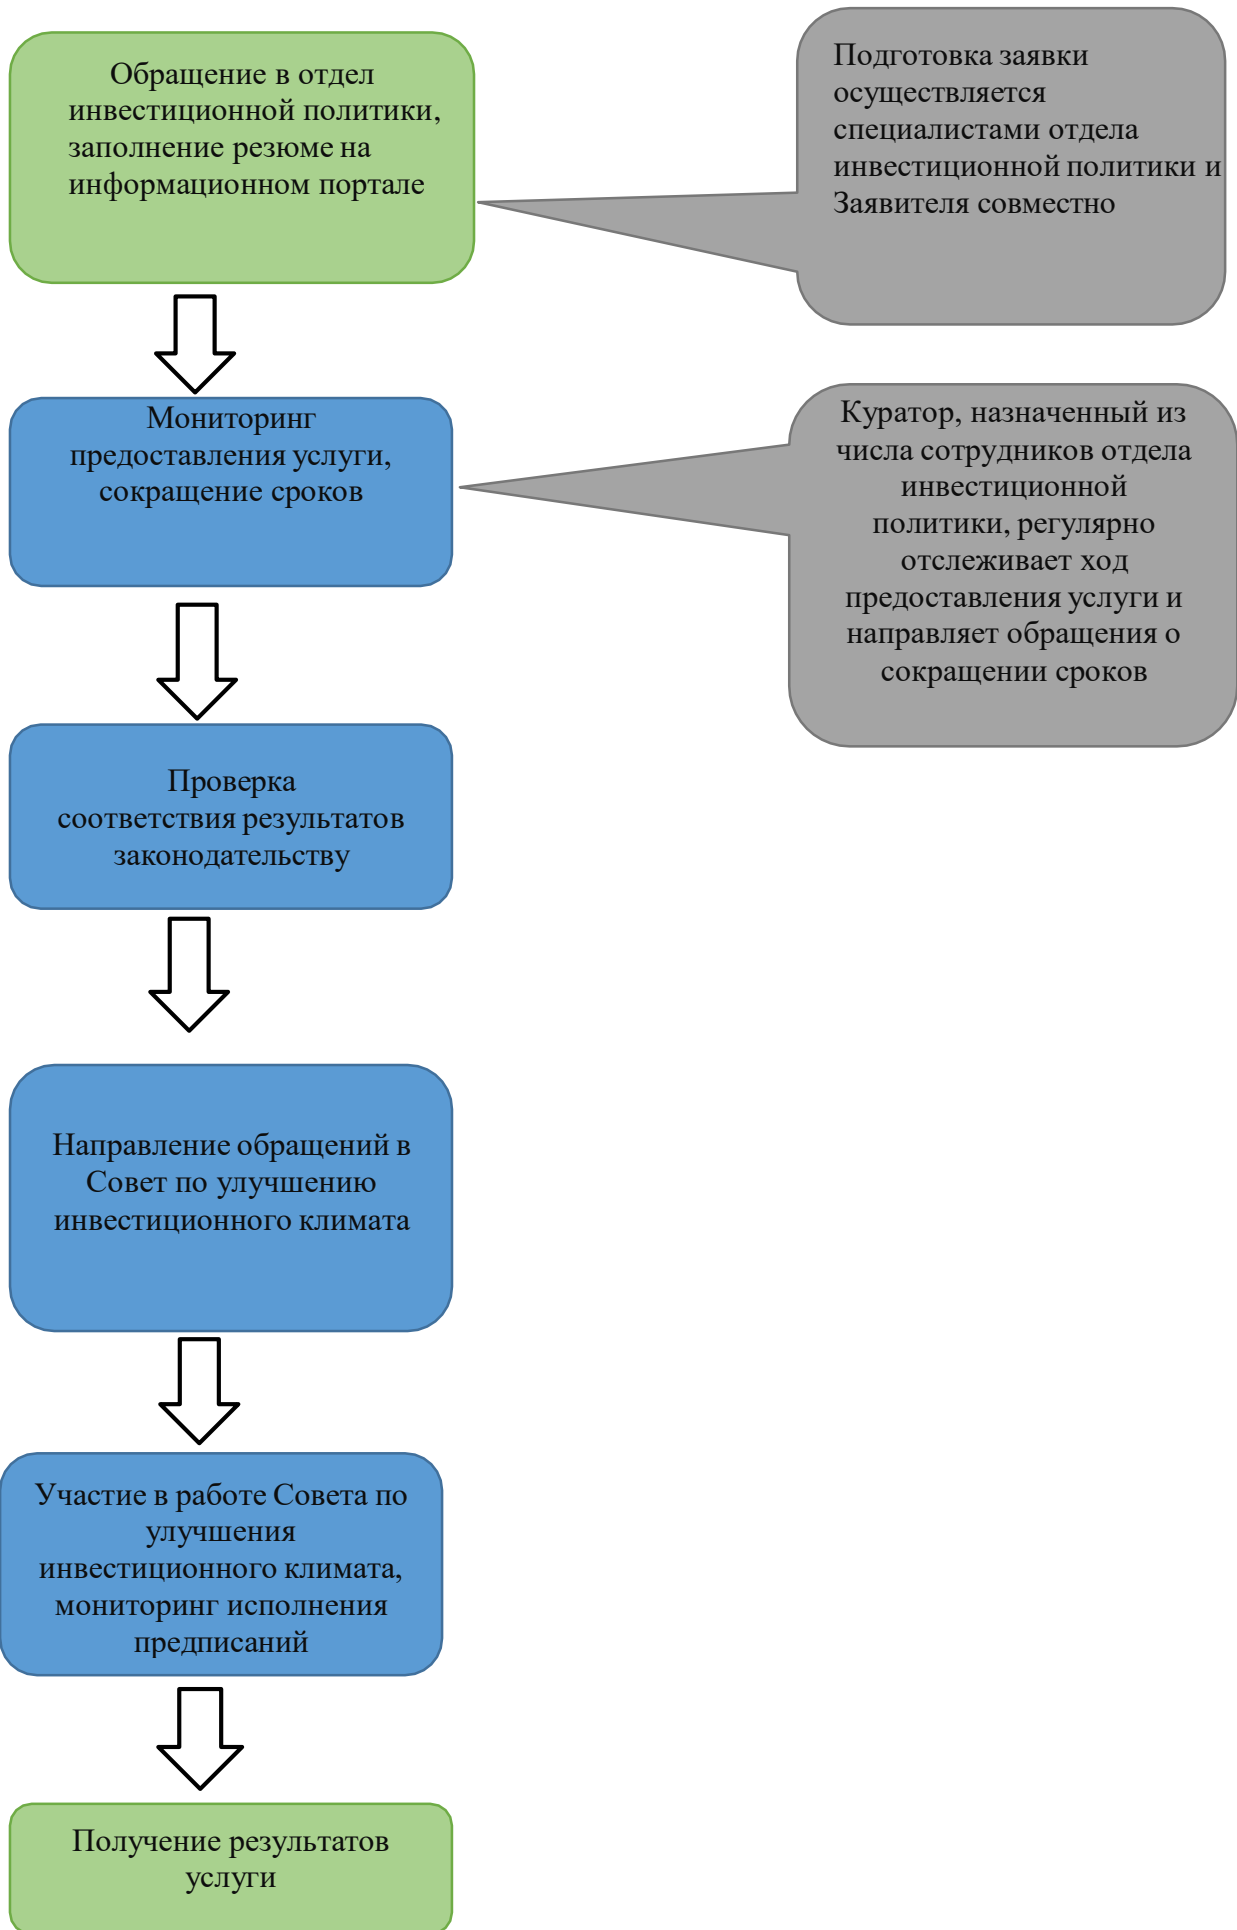 Обращение в отдел
инвестиционной политики,
заполнение резюме на
информационном портале
Подготовка заявки
осуществляется
специалистами отдела
инвестиционной политики и
Заявителя совместно
Мониторинг
предоставления услуги,
сокращение сроков
Куратор, назначенный из
числа сотрудников отдела
инвестиционной
политики, регулярно
отслеживает ход
предоставления услуги и
направляет обращения о
сокращении сроков
Проверка
соответствия результатов
законодательству
Направление обращений в
Совет по улучшению
инвестиционного климата
Участие в работе Совета по
улучшения
инвестиционного климата,
мониторинг исполнения
предписаний
Получение результатов
услуги